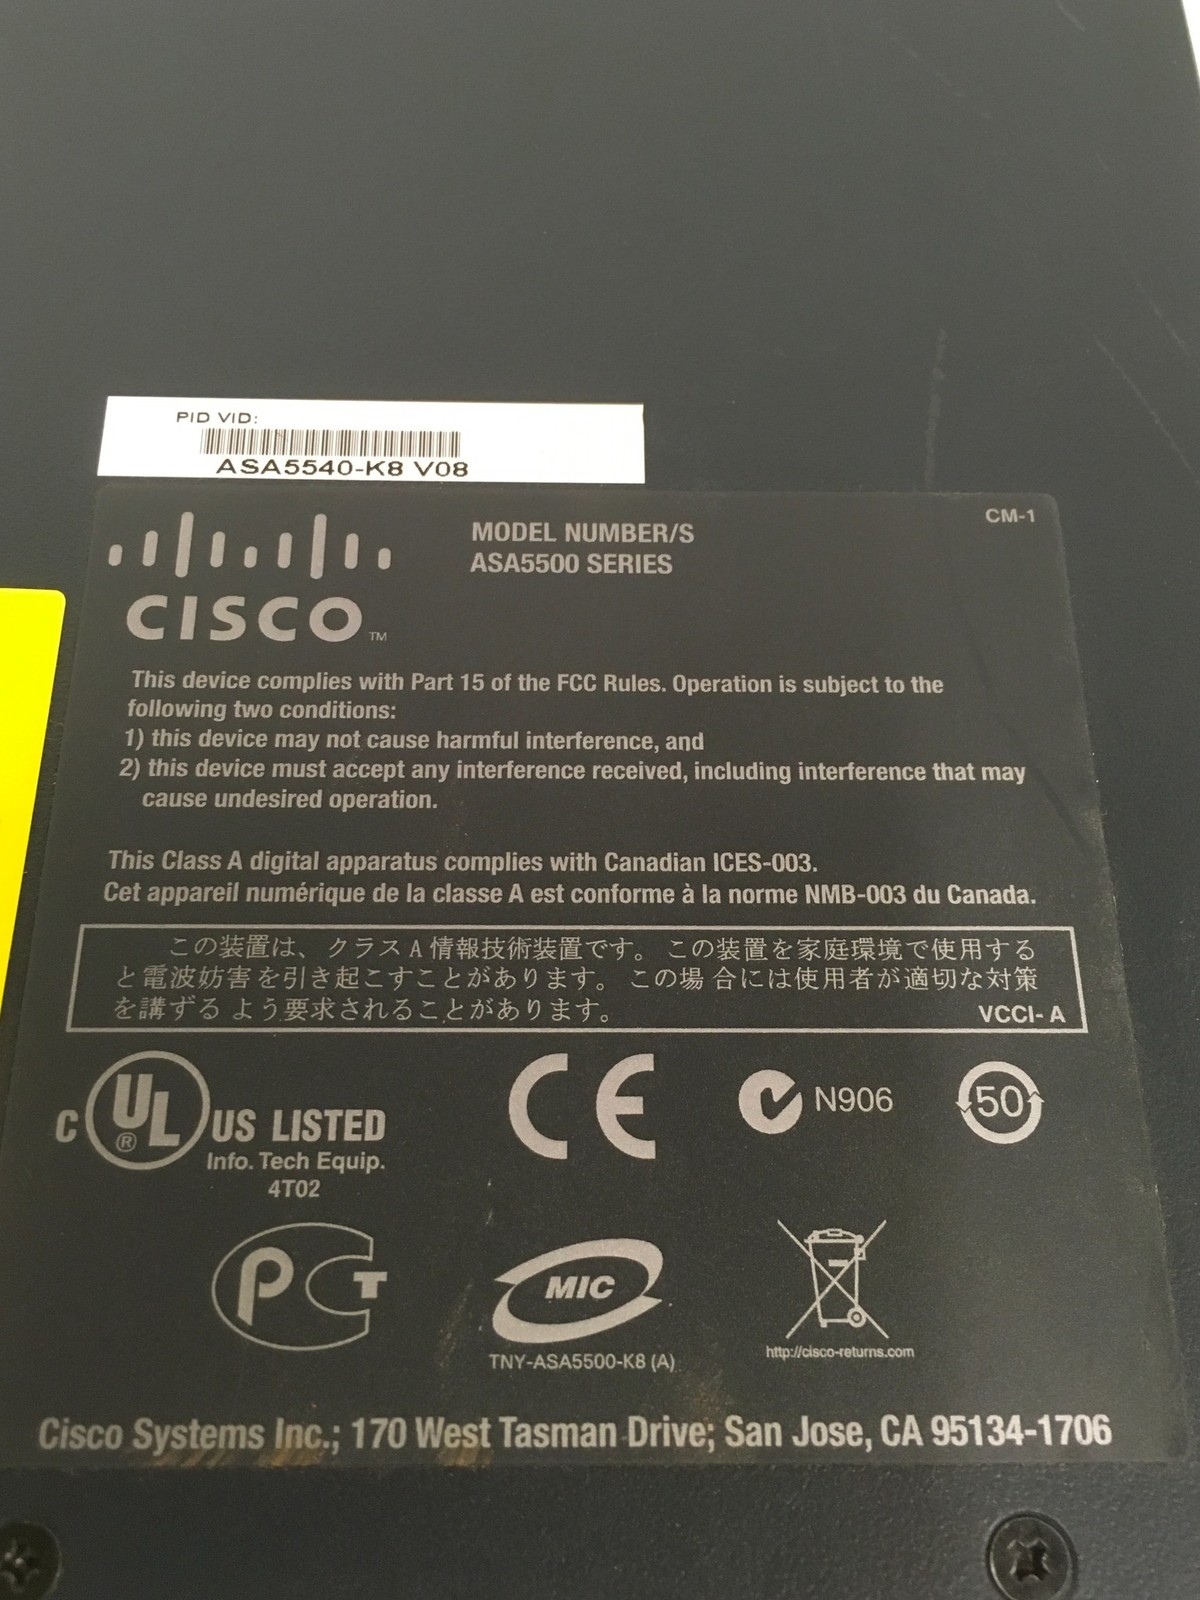 PID VID:
ASA5540-K8 V08
CM-1
CISCO™
MODEL NUMBER/S
ASA5500 SERIES
This device complies with Part 15 of the FCC Rules. Operation is subject to the
following two conditions:
1) this device may not cause harmful interference, and
2) this device must accept any interference received, including interference that may
cause undesired operation.
This Class A digital apparatus complies with Canadian ICES-003.
Cet appareil numérique de la classe A est conforme à la norme NMB-003 du Canada.
この装置は、クラス A 情報技術装置です。この装置を家庭環境で使用する
と電波妨害を引き起こすことがあります。この場合には使用者が適切な対策
を講ずるよう要求されることがあります。
VCCI- A
C UL ® US LISTED
Info. Tech Equip.
4T02
CE
N906
50
PCT
MIC
TNY-ASA5500-K8 (A)
http://cisco-returns.com
Cisco Systems Inc.; 170 West Tasman Drive; San Jose, CA 95134-1706